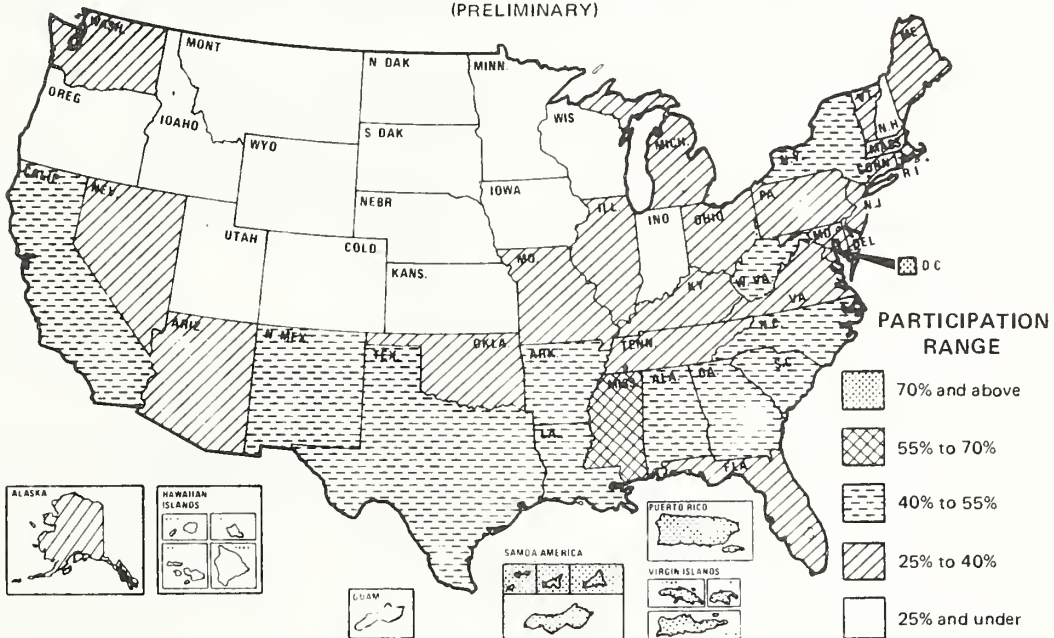 (PRELIMINARY)
WASH.
MONT
N DAK
MINN.
ME
OREG
IDAHO
S DAK
WIS
MICH.
VT.
N.H.
N.Y.
MASS
CONN
R I
WYO
CALIF
NEV.
NEBR
IOWA
ILL.
IND
OHIO
PA.
N.J
UTAH
COLO
MD.
DEL
D C
KANS.
MO.
W. VA.
KY
VA.
ARIZ
N MEX.
OKLA
TENN
N.C.
TEX.
ARK.
MISS
ALA.
GA.
S.C
LA.
FLA.
PARTICIPATION
RANGE
70% and above
55% to 70%
40% to 55%
25% to 40%
25% and under
ALASKA
HAWAIIAN
ISLANDS
GUAM
SAMOA AMERICA
PUERTO RICO
VIRGIN ISLANDS